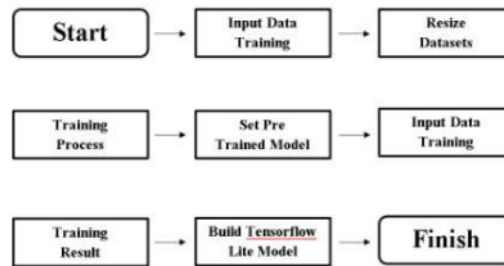 Start
Input Data
Training
Resize
Datasets
Training
Process
Set Pre
Trained Model
Input Data
Training
Training
Result
Build Tensorflow
Lite Model
Finish